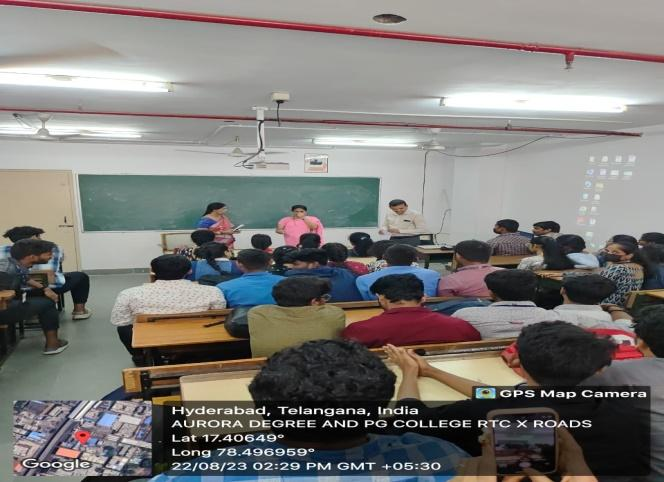 GPS Map Camera
Hyderabad, Telangana, India
AURORA DEGREE AND PG COLLEGE RTC X ROADS
Lat 17.40649°
Long 78.496959°
22/08/23 02:29 PM GMT +05:30
Google